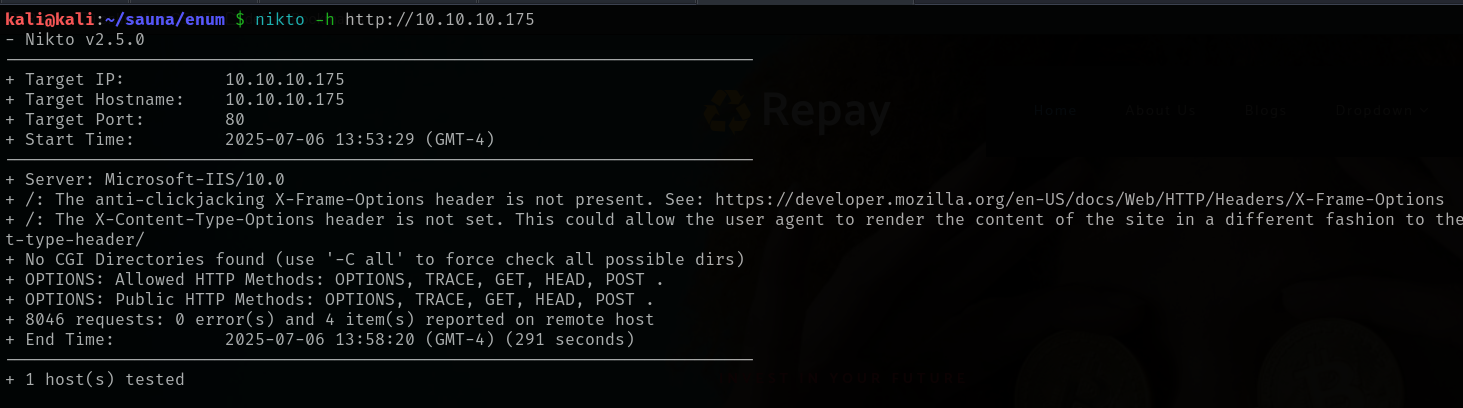 kali@kali:~/sauna/enum $ nikto -h http://10.10.10.175
- Nikto v2.5.0
+ Target IP: 10.10.10.175
+ Target Hostname: 10.10.10.175
+ Target Port: 80
+ Start Time: 2025-07-06 13:53:29 (GMT-4)
+ Server: Microsoft-IIS/10.0
+ /: The anti-clickjacking X-Frame-Options header is not present. See: https://developer.mozilla.org/en-US/docs/Web/HTTP/Headers/X-Frame-Options
+ /: The X-Content-Type-Options header is not set. This could allow the user agent to render the content of the site in a different fashion to the
t-type-header/
+ No CGI Directories found (use '-C all' to force check all possible dirs)
+ OPTIONS: Allowed HTTP Methods: OPTIONS, TRACE, GET, HEAD, POST .
+ OPTIONS: Public HTTP Methods: OPTIONS, TRACE, GET, HEAD, POST .
+ 8046 requests: 0 error(s) and 4 item(s) reported on remote host
+ End Time: 2025-07-06 13:58:20 (GMT-4) (291 seconds)
+ 1 host(s) tested
Repay
Home About Us Blogs Dropdown
IN YOUR FUTURE